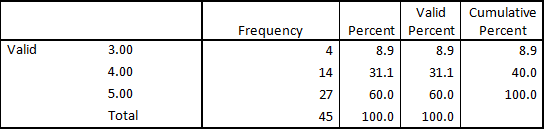 Frequency Percent Valid Percent Cumulative Percent
Valid 3.00 4 8.9 8.9 8.9
4.00 14 31.1 31.1 40.0
5.00 27 60.0 60.0 100.0
Total 45 100.0 100.0